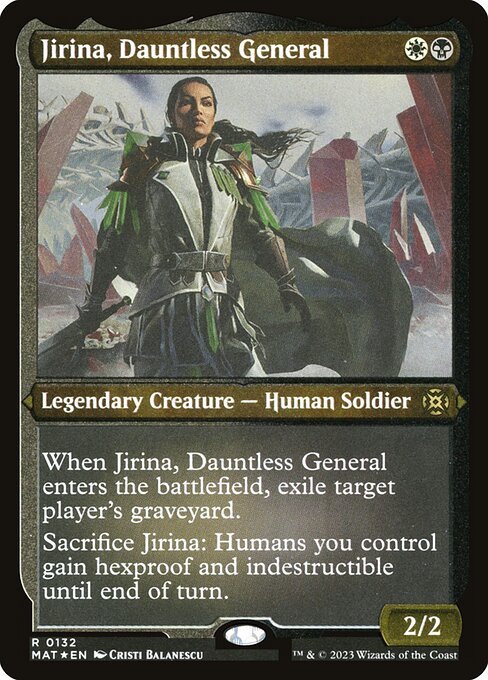 Jirina, Dauntless General
Legendary Creature — Human Soldier
When Jirina, Dauntless General
enters the battlefield, exile target
player's graveyard.
Sacrifice Jirina: Humans you control
gain hexproof and indestructible
until end of turn.
2/2
R 0132
MAT★EN Cristi Balanescu
™ & © 2023 Wizards of the Coast